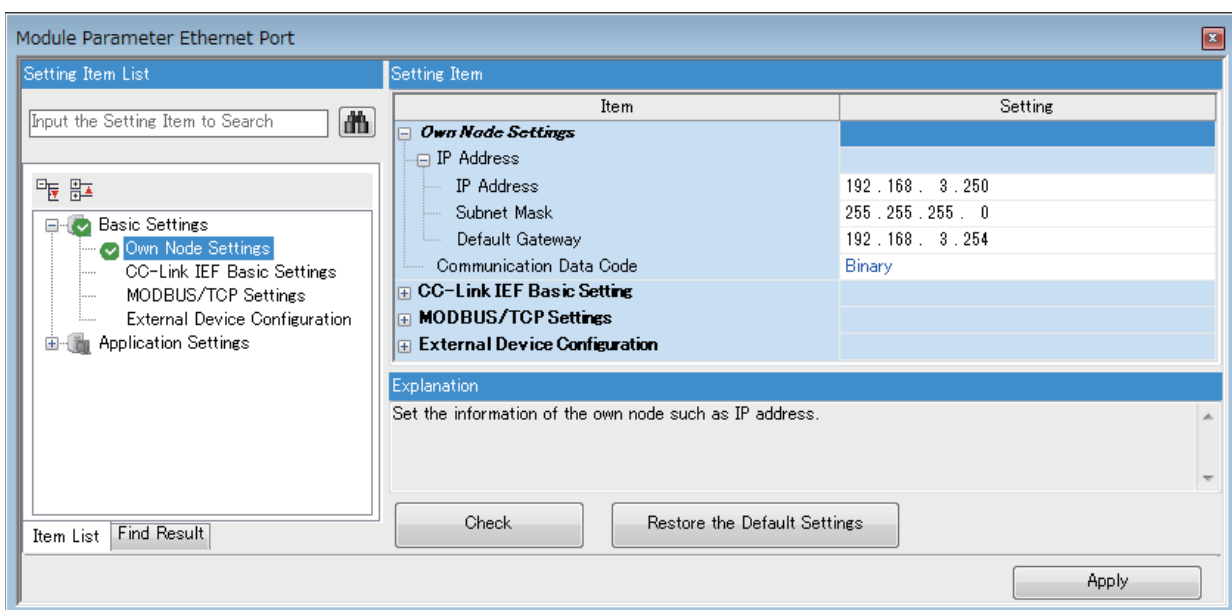 Module Parameter Ethernet Port
Setting Item List
Input the Setting Item to Search
Basic Settings
Own Node Settings
CC-Link IEF Basic Settings
MODBUS/TCP Settings
External Device Configuration
Application Settings
Item List
Find Result
Setting Item
Item Setting
Own Node Settings
IP Address
IP Address 192 . 168 . 3 . 250
Subnet Mask 255 . 255 . 255 . 0
Default Gateway 192 . 168 . 3 . 254
Communication Data Code Binary
CC-Link IEF Basic Setting
MODBUS/TCP Settings
External Device Configuration
Explanation
Set the information of the own node such as IP address.
Check
Restore the Default Settings
Apply